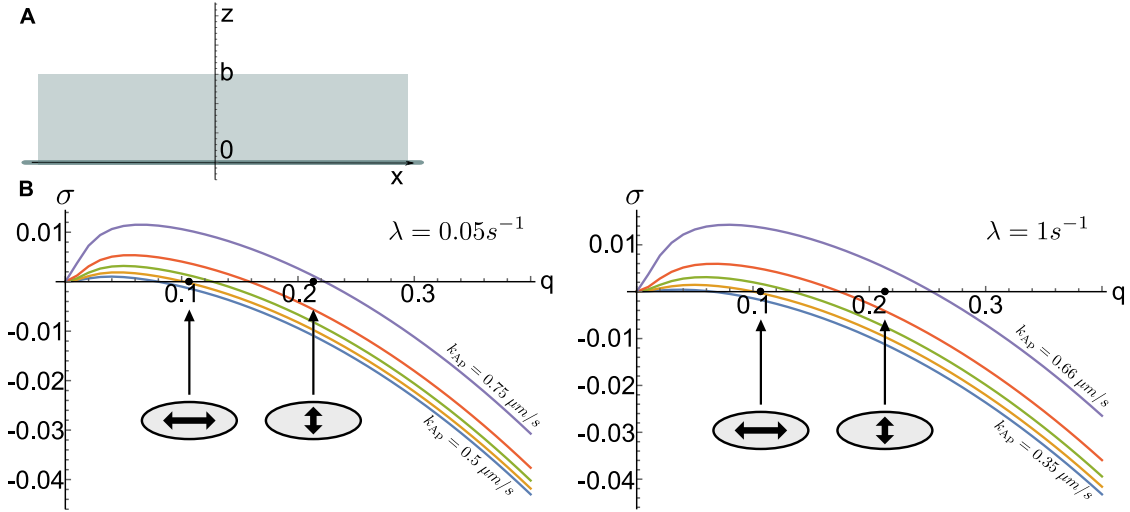 A
z
b
0
x
B
σ
0.01
λ = 0.05s⁻¹
0.1
0.2
0.3
q
-0.01
-0.02
-0.03
-0.04
k_AP = 0.75 μm/s
k_AP = 0.5 μm/s
σ
0.01
λ = 1s⁻¹
0.1
0.2
0.3
q
-0.01
-0.02
-0.03
-0.04
k_AP = 0.66 μm/s
k_AP = 0.35 μm/s